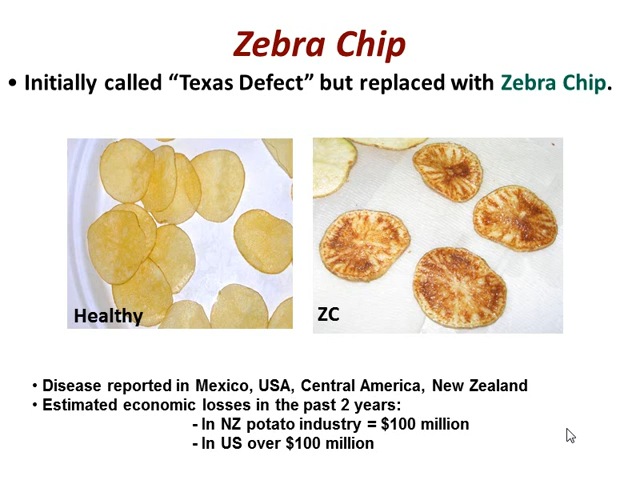 Zebra Chip
• Initially called “Texas Defect” but replaced with Zebra Chip.
Healthy
ZC
• Disease reported in Mexico, USA, Central America, New Zealand
• Estimated economic losses in the past 2 years:
- In NZ potato industry = $100 million
- In US over $100 million